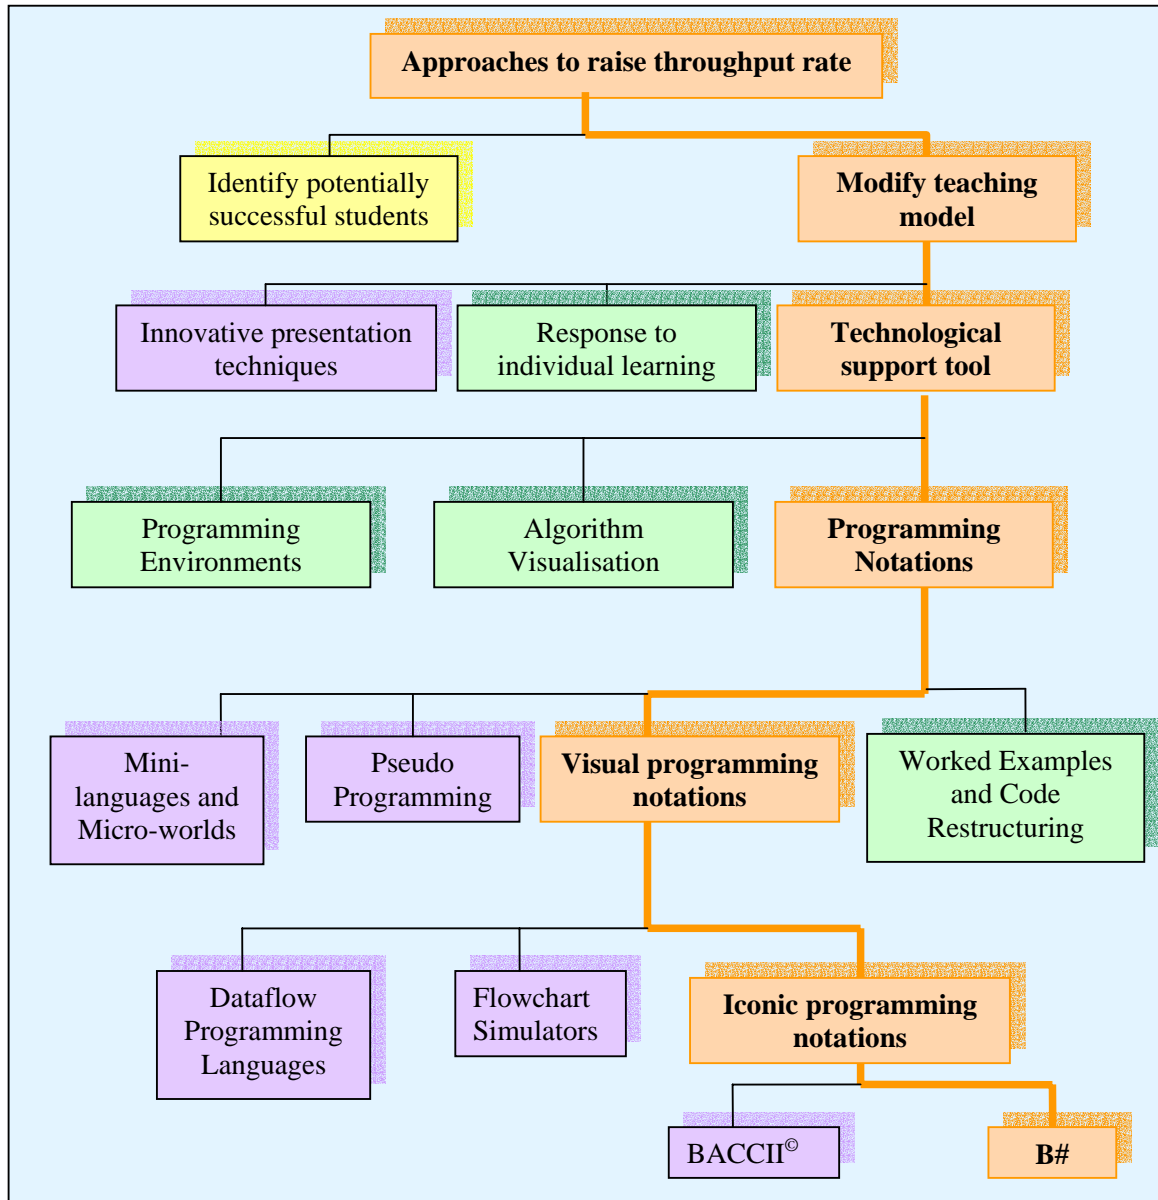 Approaches to raise throughput rate
Identify potentially
successful students
Modify teaching
model
Innovative presentation
techniques
Response to
individual learning
Technological
support tool
Programming
Environments
Algorithm
Visualisation
Programming
Notations
Mini-
languages and
Micro-worlds
Pseudo
Programming
Visual programming
notations
Worked Examples
and Code
Restructuring
Dataflow
Programming
Languages
Flowchart
Simulators
Iconic programming
notations
BACCII©
B#